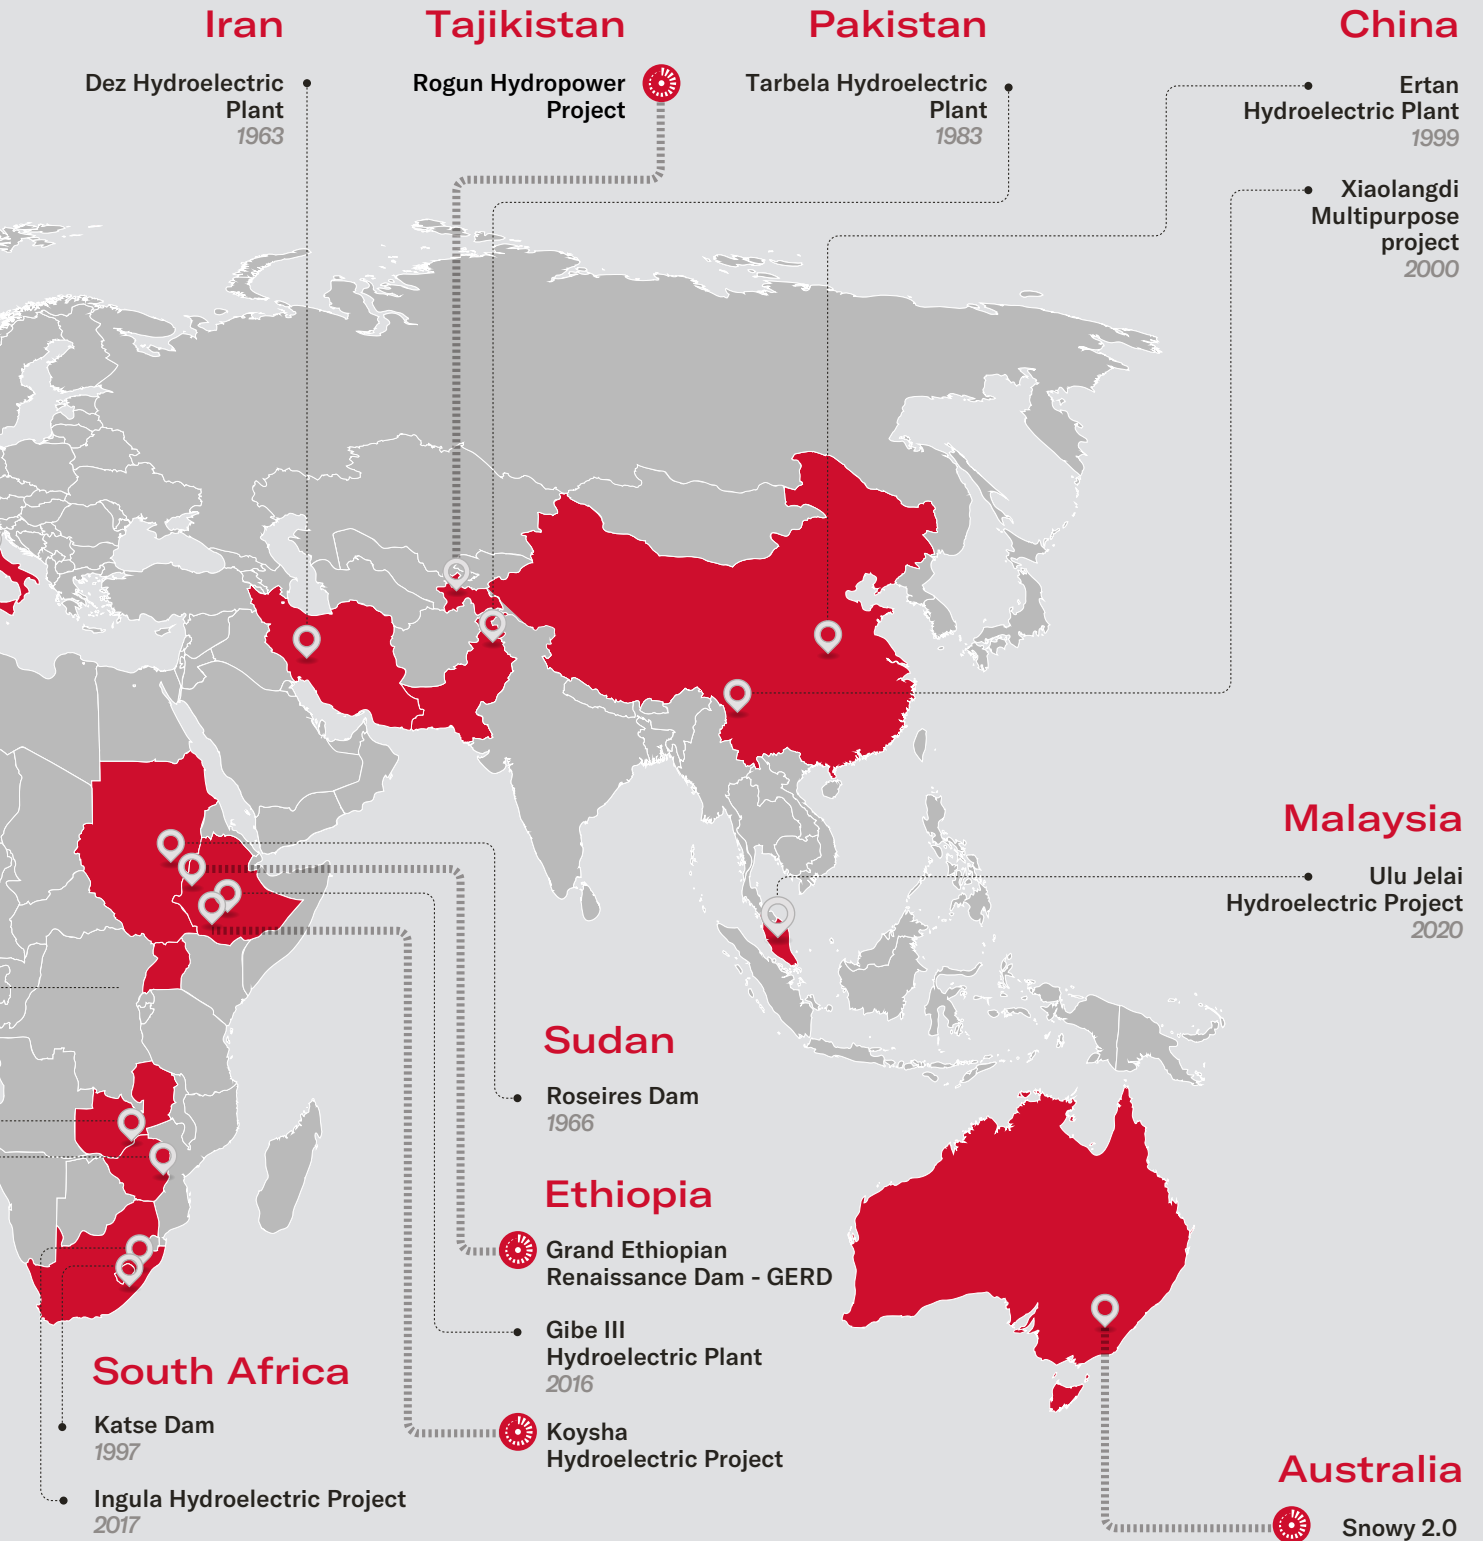 Iran
Dez Hydroelectric
Plant
1963
Tajikistan
Rogun Hydropower
Project
Pakistan
Tarbela Hydroelectric
Plant
1983
China
Ertan
Hydroelectric Plant
1999
Xiaolangdi
Multipurpose
project
2000
Malaysia
Ulu Jelai
Hydroelectric Project
2020
Sudan
Roseires Dam
1966
Ethiopia
Grand Ethiopian
Renaissance Dam - GERD
Gibe III
Hydroelectric Plant
2016
Koysha
Hydroelectric Project
South Africa
Katse Dam
1997
Ingula Hydroelectric Project
2017
Australia
Snowy 2.0